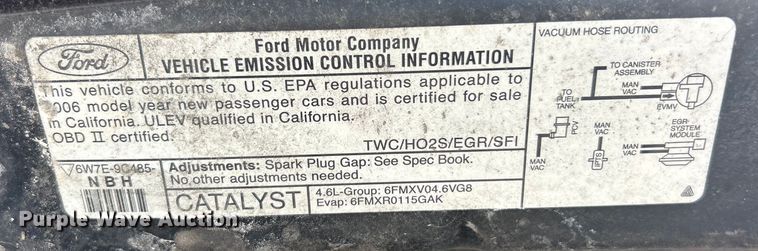 Ford
Ford Motor Company
VEHICLE EMISSION CONTROL INFORMATION
This vehicle conforms to U.S. EPA regulations applicable to
2006 model year new passenger cars and is certified for sale
in California. ULEV qualified in California.
OBD II certified.
TWC/HO2S/EGR/SFI
6W7E-9C485-
NBH
Adjustments: Spark Plug Gap: See Spec Book.
No other adjustments needed.
CATALYST
4.6L-Group: 6FMXV04.6VG8
Evap: 6FMXR0115GAK
VACUUM HOSE ROUTING
TO CANISTER
ASSEMBLY
MAN
VAC
TO
FUEL
TANK
EVMV
PCV
EGR-
SYSTEM
MODULE
MAN
VAC
MAN
VAC
Purple Wave Auction